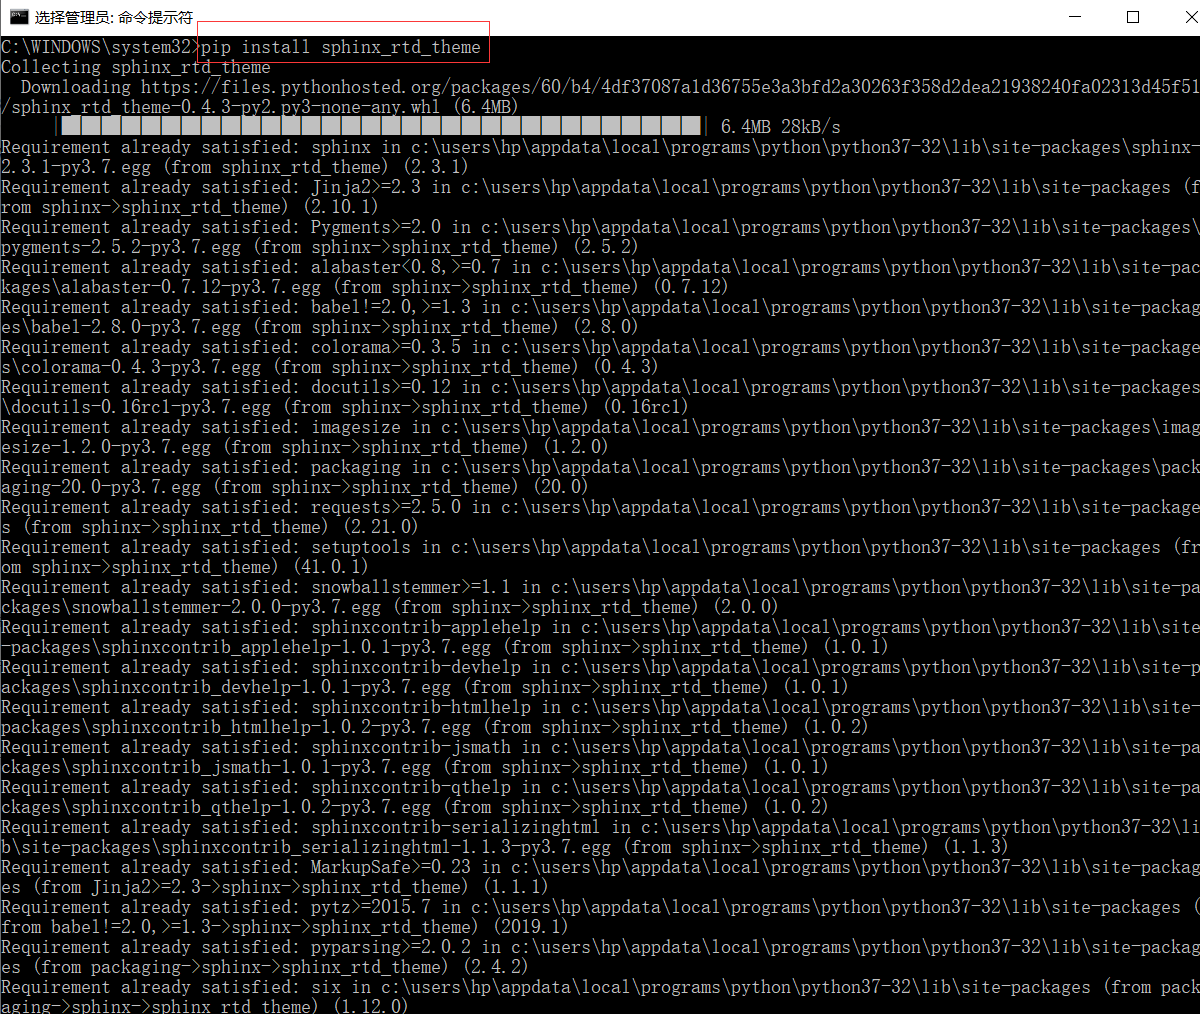 选择管理员: 命令提示符
C:\WINDOWS\system32>pip install sphinx_rtd_theme
Collecting sphinx_rtd_theme
  Downloading https://files.pythonhosted.org/packages/60/b4/4df37087a1d36755e3a3bfd2a30263f358d2dea21938240fa02313d45f51
/sphinx_rtd_theme-0.4.3-py2.py3-none-any.whl (6.4MB)
6.4MB 28kB/s
Requirement already satisfied: sphinx in c:\users\hp\appdata\local\programs\python\python37-32\lib\site-packages\sphinx-
2.3.1-py3.7.egg (from sphinx_rtd_theme) (2.3.1)
Requirement already satisfied: Jinja2>=2.3 in c:\users\hp\appdata\local\programs\python\python37-32\lib\site-packages (f
rom sphinx->sphinx_rtd_theme) (2.10.1)
Requirement already satisfied: Pygments>=2.0 in c:\users\hp\appdata\local\programs\python\python37-32\lib\site-packages\
pygments-2.5.2-py3.7.egg (from sphinx->sphinx_rtd_theme) (2.5.2)
Requirement already satisfied: alabaster<0.8,>=0.7 in c:\users\hp\appdata\local\programs\python\python37-32\lib\site-pac
kages\alabaster-0.7.12-py3.7.egg (from sphinx->sphinx_rtd_theme) (0.7.12)
Requirement already satisfied: babel!=2.0,>=1.3 in c:\users\hp\appdata\local\programs\python\python37-32\lib\site-packag
es\babel-2.8.0-py3.7.egg (from sphinx->sphinx_rtd_theme) (2.8.0)
Requirement already satisfied: colorama>=0.3.5 in c:\users\hp\appdata\local\programs\python\python37-32\lib\site-package
s\colorama-0.4.3-py3.7.egg (from sphinx->sphinx_rtd_theme) (0.4.3)
Requirement already satisfied: docutils>=0.12 in c:\users\hp\appdata\local\programs\python\python37-32\lib\site-packages
\docutils-0.16rc1-py3.7.egg (from sphinx->sphinx_rtd_theme) (0.16rc1)
Requirement already satisfied: imagesize in c:\users\hp\appdata\local\programs\python\python37-32\lib\site-packages\imag
esize-1.2.0-py3.7.egg (from sphinx->sphinx_rtd_theme) (1.2.0)
Requirement already satisfied: packaging in c:\users\hp\appdata\local\programs\python\python37-32\lib\site-packages\pack
aging-20.0-py3.7.egg (from sphinx->sphinx_rtd_theme) (20.0)
Requirement already satisfied: requests>=2.5.0 in c:\users\hp\appdata\local\programs\python\python37-32\lib\site-package
s (from sphinx->sphinx_rtd_theme) (2.21.0)
Requirement already satisfied: setuptools in c:\users\hp\appdata\local\programs\python\python37-32\lib\site-packages (fr
om sphinx->sphinx_rtd_theme) (41.0.1)
Requirement already satisfied: snowballstemmer>=1.1 in c:\users\hp\appdata\local\programs\python\python37-32\lib\site-pa
ckages\snowballstemmer-2.0.0-py3.7.egg (from sphinx->sphinx_rtd_theme) (2.0.0)
Requirement already satisfied: sphinxcontrib-applehelp in c:\users\hp\appdata\local\programs\python\python37-32\lib\site
-packages\sphinxcontrib_applehelp-1.0.1-py3.7.egg (from sphinx->sphinx_rtd_theme) (1.0.1)
Requirement already satisfied: sphinxcontrib-devhelp in c:\users\hp\appdata\local\programs\python\python37-32\lib\site-p
ackages\sphinxcontrib_devhelp-1.0.1-py3.7.egg (from sphinx->sphinx_rtd_theme) (1.0.1)
Requirement already satisfied: sphinxcontrib-htmlhelp in c:\users\hp\appdata\local\programs\python\python37-32\lib\site-
packages\sphinxcontrib_htmlhelp-1.0.2-py3.7.egg (from sphinx->sphinx_rtd_theme) (1.0.2)
Requirement already satisfied: sphinxcontrib-jsmath in c:\users\hp\appdata\local\programs\python\python37-32\lib\site-pa
ckages\sphinxcontrib_jsmath-1.0.1-py3.7.egg (from sphinx->sphinx_rtd_theme) (1.0.1)
Requirement already satisfied: sphinxcontrib-qthelp in c:\users\hp\appdata\local\programs\python\python37-32\lib\site-pa
ckages\sphinxcontrib_qthelp-1.0.2-py3.7.egg (from sphinx->sphinx_rtd_theme) (1.0.2)
Requirement already satisfied: sphinxcontrib-serializinghtml in c:\users\hp\appdata\local\programs\python\python37-32\li
b\site-packages\sphinxcontrib_serializinghtml-1.1.3-py3.7.egg (from sphinx->sphinx_rtd_theme) (1.1.3)
Requirement already satisfied: MarkupSafe>=0.23 in c:\users\hp\appdata\local\programs\python\python37-32\lib\site-packag
es (from Jinja2>=2.3->sphinx->sphinx_rtd_theme) (1.1.1)
Requirement already satisfied: pytz>=2015.7 in c:\users\hp\appdata\local\programs\python\python37-32\lib\site-packages (
from babel!=2.0,>=1.3->sphinx->sphinx_rtd_theme) (2019.1)
Requirement already satisfied: pyparsing>=2.0.2 in c:\users\hp\appdata\local\programs\python\python37-32\lib\site-packag
es (from packaging->sphinx->sphinx_rtd_theme) (2.4.2)
Requirement already satisfied: six in c:\users\hp\appdata\local\programs\python\python37-32\lib\site-packages (from pack
aging->sphinx->sphinx_rtd_theme) (1.12.0)